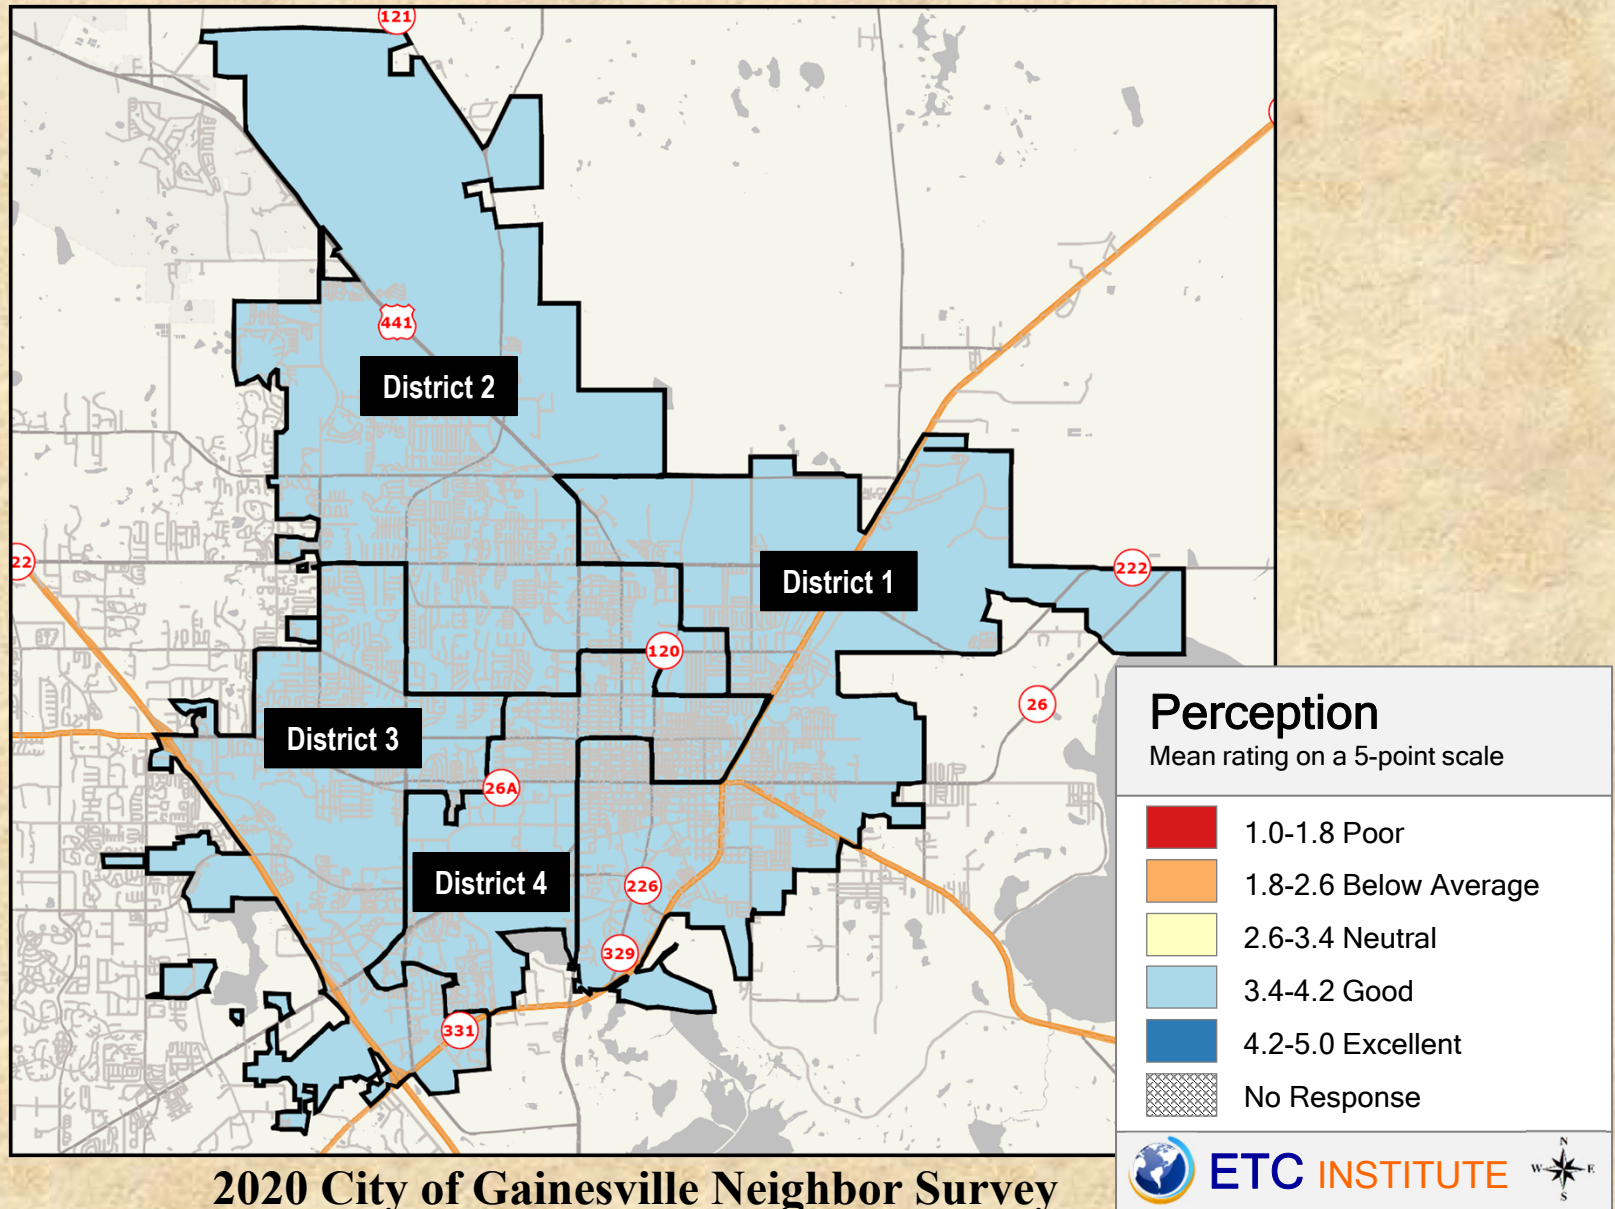 121
441
District 2
22
222
District 1
120
26
District 3
26A
District 4
226
329
331
Perception
Mean rating on a 5-point scale
1.0-1.8 Poor
1.8-2.6 Below Average
2.6-3.4 Neutral
3.4-4.2 Good
4.2-5.0 Excellent
No Response
ETC INSTITUTE
N
W E
S
2020 City of Gainesville Neighbor Survey